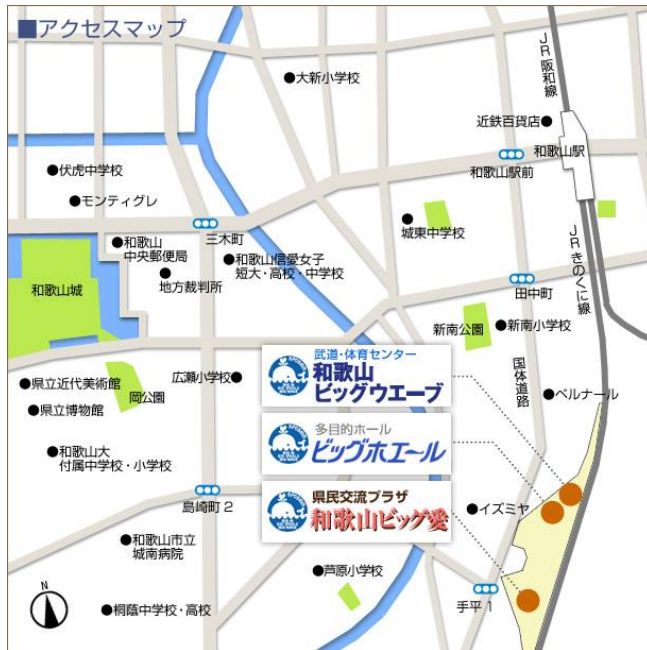 ■アクセスマップ
JR阪和線
●大新小学校
近鉄百貨店●
和歌山駅
和歌山駅前
●伏虎中学校
●モンティグレ
●城東中学校
三木町
●和歌山
中央郵便局
●和歌山信愛女子
短大・高校・中学校
●地方裁判所
JRきのくに線
和歌山城
田中町
新南公園
●新南小学校
国体道路
武道・体育センター
和歌山
ビッグウエーブ
●県立近代美術館
岡公園
広瀬小学校●
●ベルナール
●県立博物館
多目的ホール
ビッグホエール
●和歌山大
付属中学校・小学校
県民交流プラザ
和歌山ビッグ愛
島崎町2
●イズミヤ
●和歌山市立
城南病院
●芦原小学校
手平1
N
●桐蔭中学校・高校